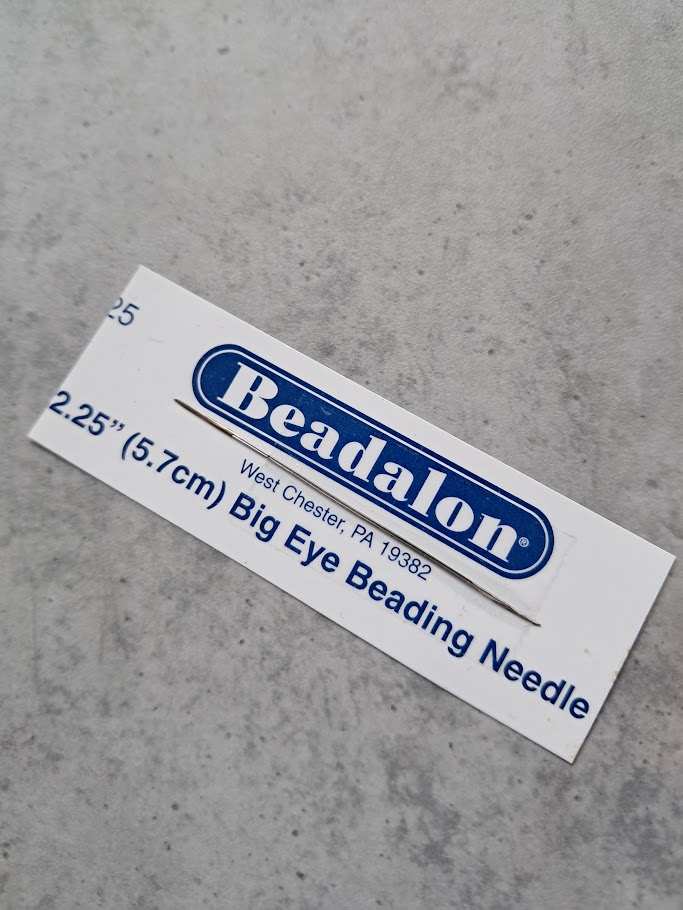 25
Beadalon®
West Chester, PA 19382
2.25” (5.7cm) Big Eye Beading Needle